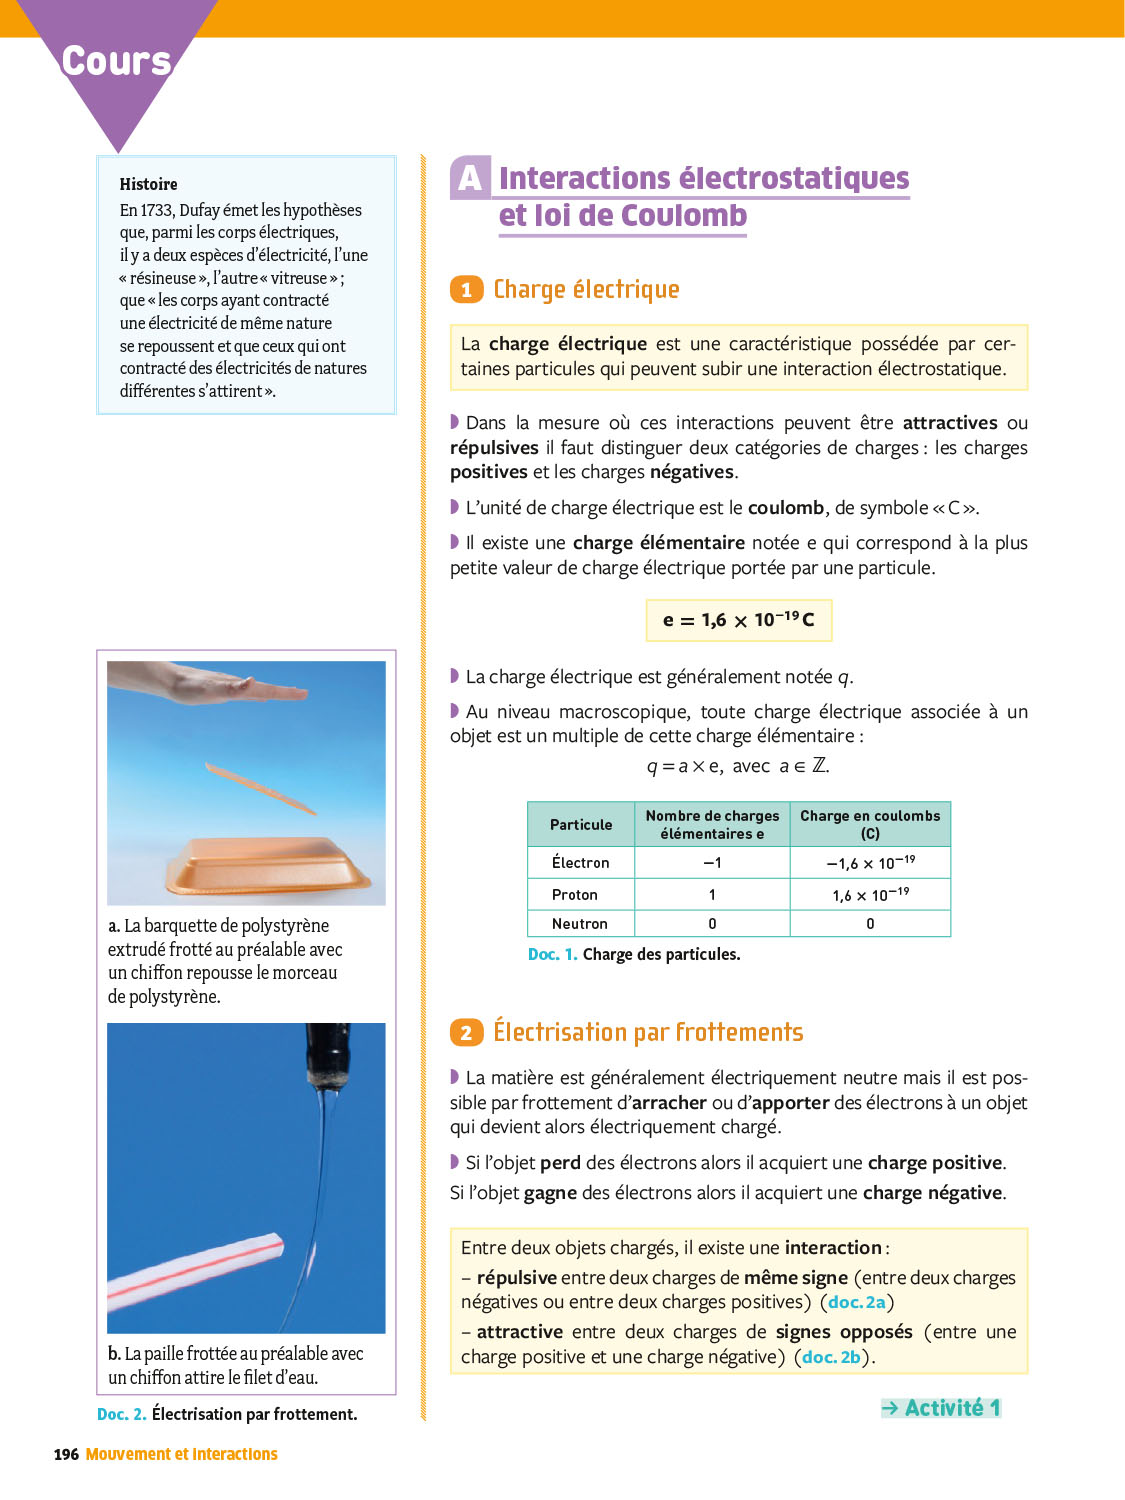 Cours
Histoire
En 1733, Dufay émet les hypothèses
que, parmi les corps électriques,
il y a deux espèces d'électricité, l'une
« résineuse », l'autre « vitreuse » ;
que « les corps ayant contracté
une électricité de même nature
se repoussent et que ceux qui ont
contracté des électricités de natures
différentes s'attirent ».
a. La barquette de polystyrène
extrudé frotté au préalable avec
un chiffon repousse le morceau
de polystyrène.
b. La paille frottée au préalable avec
un chiffon attire le filet d'eau.
Doc. 2. Électrisation par frottement.
A Interactions électrostatiques
et loi de Coulomb
1 Charge électrique
La charge électrique est une caractéristique possédée par cer-
taines particules qui peuvent subir une interaction électrostatique.
Dans la mesure où ces interactions peuvent être attractives ou
répulsives il faut distinguer deux catégories de charges : les charges
positives et les charges négatives.
L'unité de charge électrique est le coulomb, de symbole « C ».
Il existe une charge élémentaire notée e qui correspond à la plus
petite valeur de charge électrique portée par une particule.
e = 1,6 × 10⁻¹⁹ C
La charge électrique est généralement notée q.
Au niveau macroscopique, toute charge électrique associée à un
objet est un multiple de cette charge élémentaire :
q = a × e, avec a ∈ ℤ.
Particule Nombre de charges élémentaires e Charge en coulombs (C)
Électron −1 −1,6 × 10⁻¹⁹
Proton 1 1,6 × 10⁻¹⁹
Neutron 0 0
Doc. 1. Charge des particules.
2 Électrisation par frottements
La matière est généralement électriquement neutre mais il est pos-
sible par frottement d'arracher ou d'apporter des électrons à un objet
qui devient alors électriquement chargé.
Si l'objet perd des électrons alors il acquiert une charge positive.
Si l'objet gagne des électrons alors il acquiert une charge négative.
Entre deux objets chargés, il existe une interaction :
– répulsive entre deux charges de même signe (entre deux charges
négatives ou entre deux charges positives) (doc. 2a)
– attractive entre deux charges de signes opposés (entre une
charge positive et une charge négative) (doc. 2b).
→ Activité 1
196 Mouvement et interactions